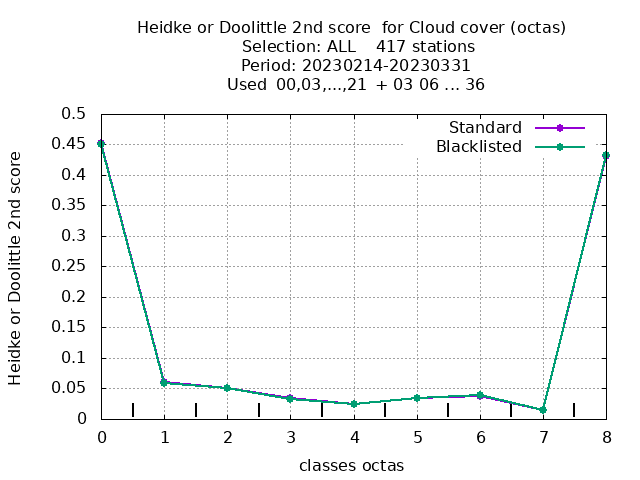 Heidke or Doolittle 2nd score  for Cloud cover (octas)
Selection: ALL    417 stations
Period: 20230214-20230331
Used  00,03,...,21  + 03 06 ... 36
Standard
Blacklisted
Heidke or Doolittle 2nd score
0.5
0.45
0.4
0.35
0.3
0.25
0.2
0.15
0.1
0.05
0
0 1 2 3 4 5 6 7 8
classes octas